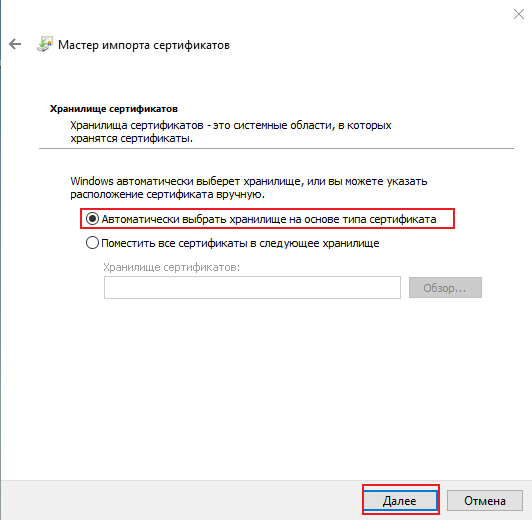 Мастер импорта сертификатов
Хранилище сертификатов
Хранилища сертификатов - это системные области, в которых
хранятся сертификаты.
Windows автоматически выберет хранилище, или вы можете указать
расположение сертификата вручную.
Автоматически выбрать хранилище на основе типа сертификата
Поместить все сертификаты в следующее хранилище
Хранилище сертификатов:
Обзор...
Далее
Отмена